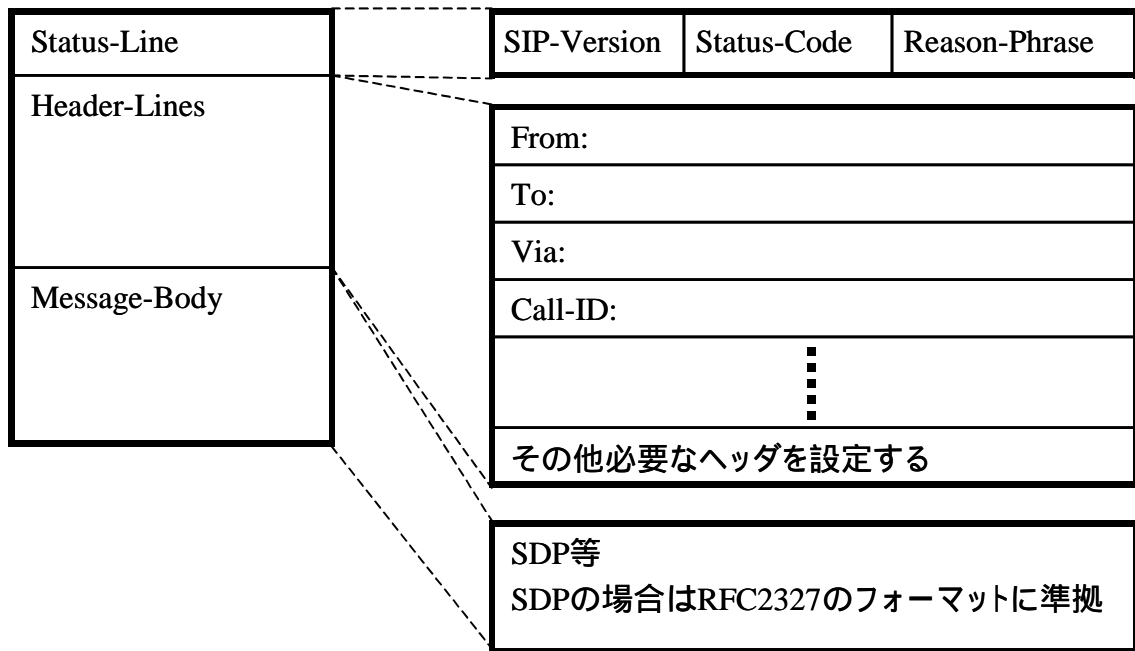 Status-Line
Header-Lines
Message-Body
SIP-Version Status-Code Reason-Phrase
From:
To:
Via:
Call-ID:
その他必要なヘッダを設定する
SDP等
SDPの場合はRFC2327のフォーマットに準拠